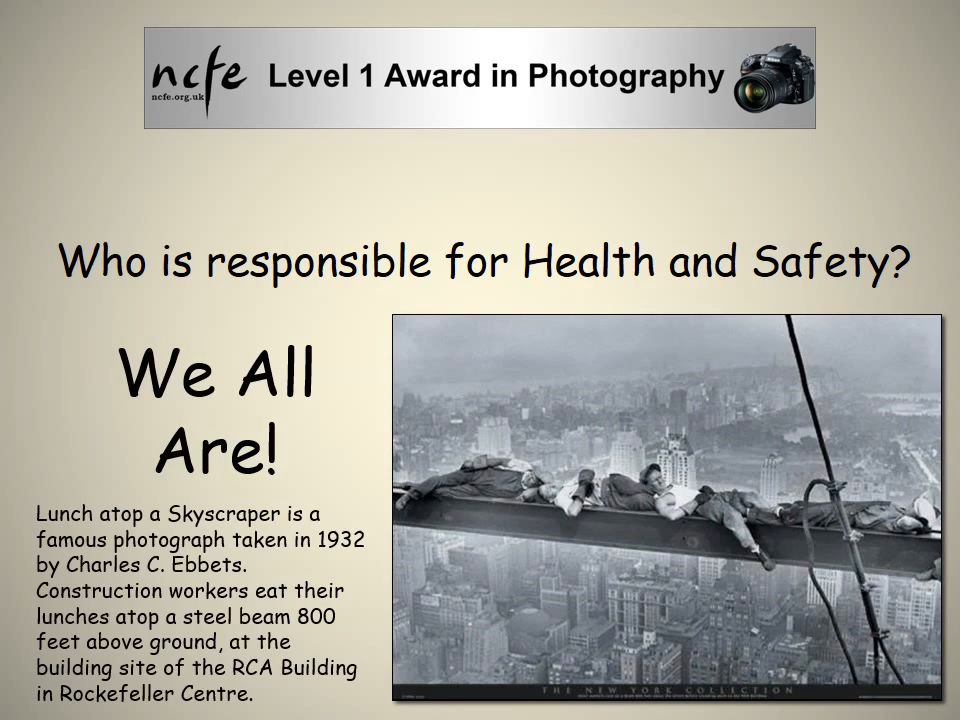 ncfe
ncfe.org.uk
Level 1 Award in Photography
Who is responsible for Health and Safety?
We All
Are!
Lunch atop a Skyscraper is a
famous photograph taken in 1932
by Charles C. Ebbets.
Construction workers eat their
lunches atop a steel beam 800
feet above ground, at the
building site of the RCA Building
in Rockefeller Centre.
THE NEW YORK COLLECTION